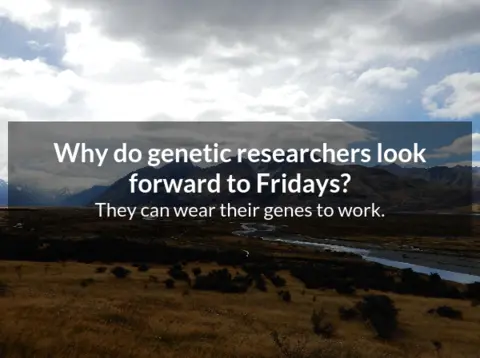 Why do genetic researchers look
forward to Fridays?
They can wear their genes to work.